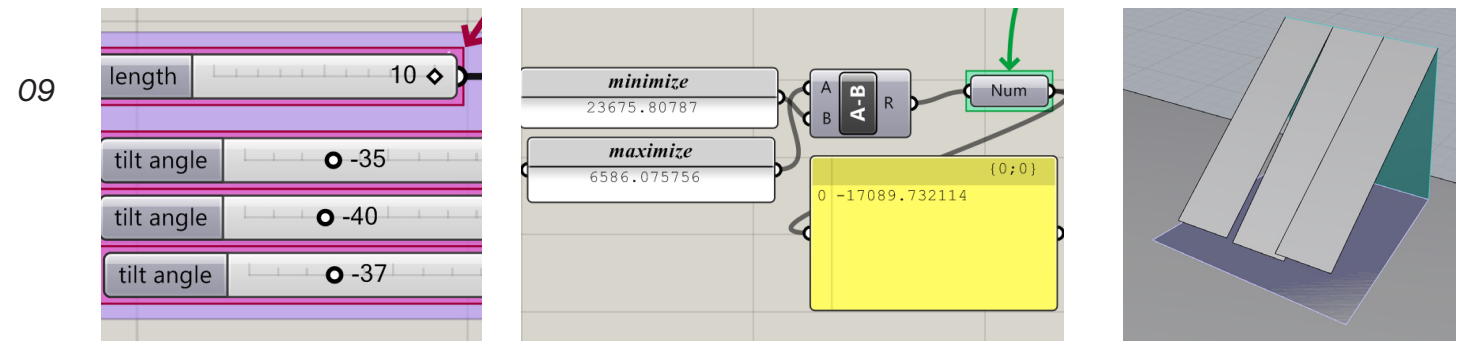 09
length 10
tilt angle -35
tilt angle -40
tilt angle -37
minimize
23675.80787
maximize
6586.075756
A
B
A-B
R
Num
{0;0}
0 -17089.732114